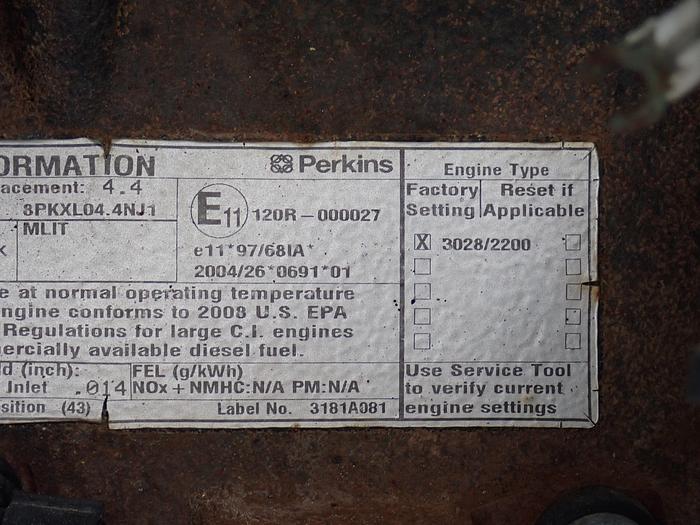 ORMATION Perkins
acement: 4.4
8PKXL04.4NJ1
MLIT
K
E11 120R-000027
e11*97/68IA*
2004/26*0691*01
e at normal operating temperature
ngine conforms to 2008 U.S. EPA
Regulations for large C.I. engines
ercially available diesel fuel.
d (inch):
Inlet .014
FEL (g/kWh)
NOx + NMHC:N/A PM:N/A
sition (43) Label No. 3181A081
Engine Type
Factory Reset if
Setting Applicable
X 3028/2200
Use Service Tool
to verify current
engine settings